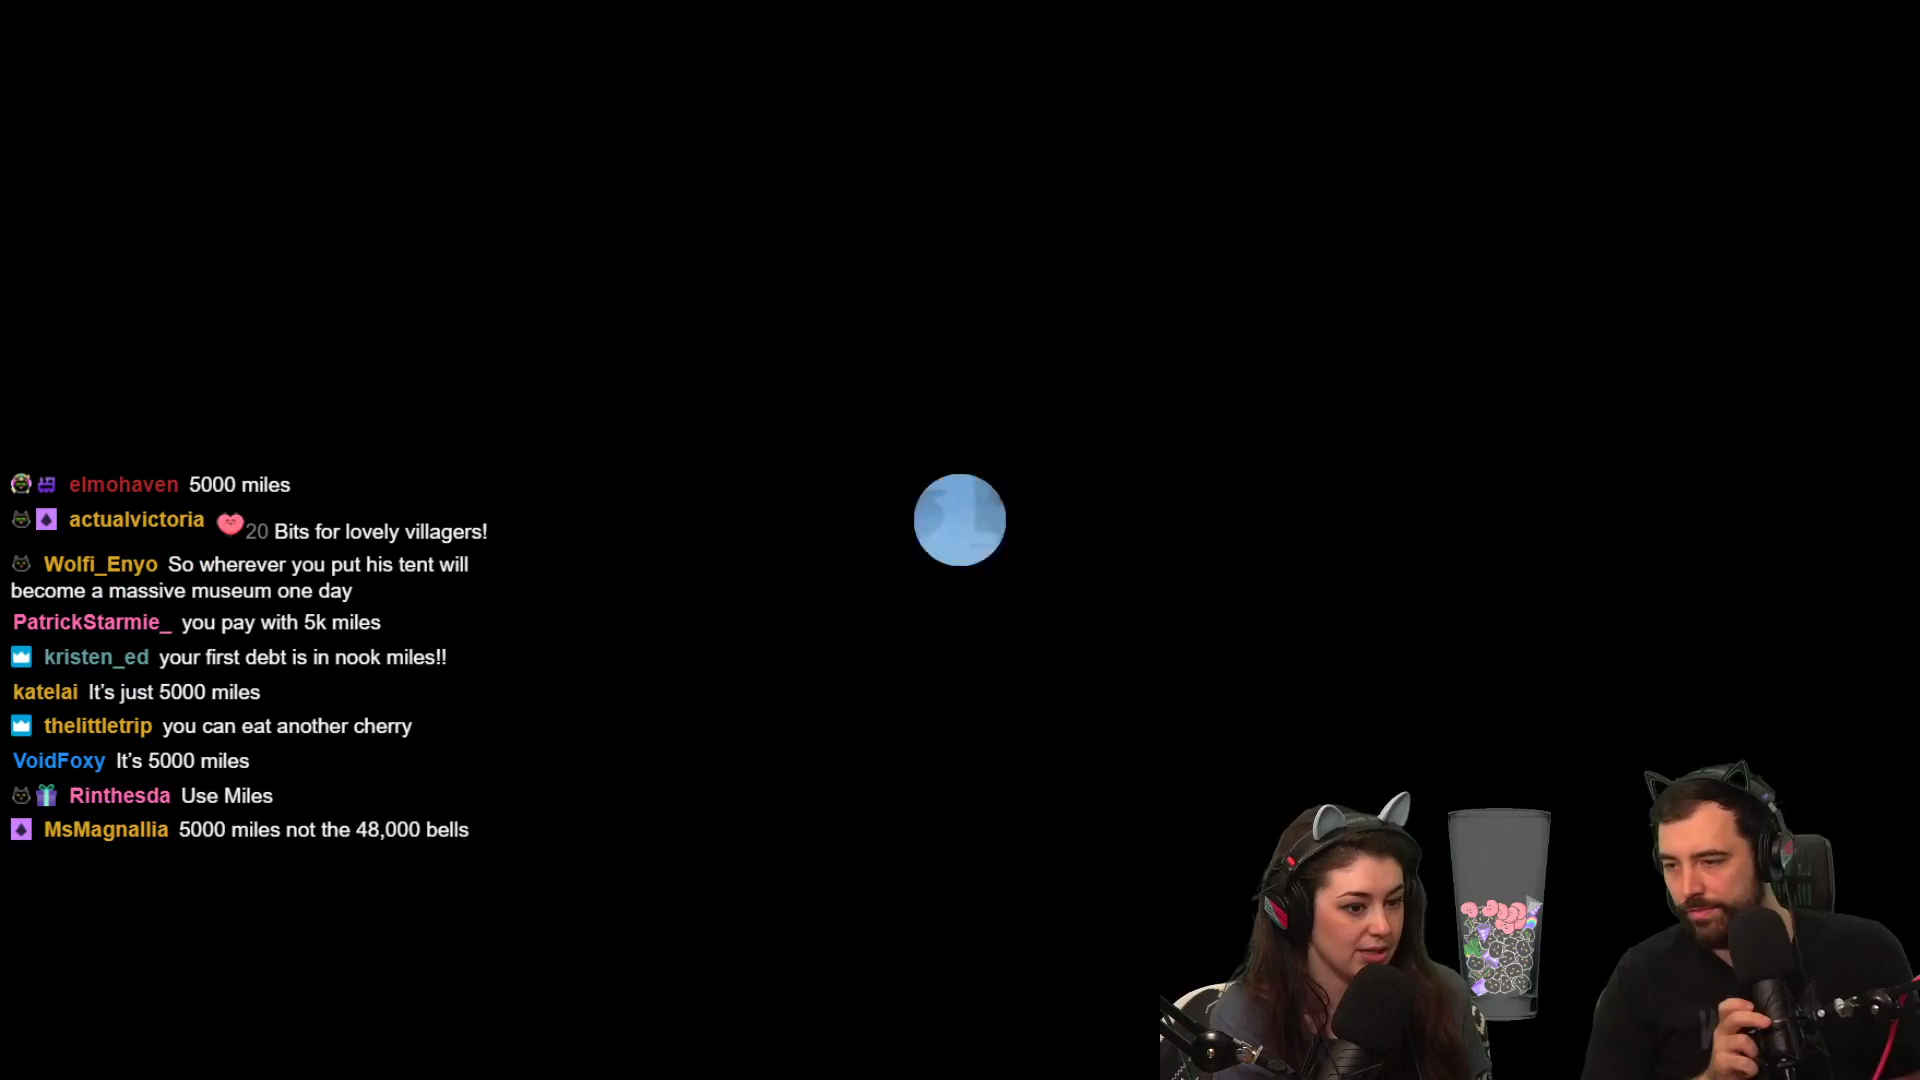 elmohaven 5000 miles
actualvictoria 20 Bits for lovely villagers!
Wolfi_Enyo So wherever you put his tent will
become a massive museum one day
PatrickStarmie_ you pay with 5k miles
kristen_ed your first debt is in nook miles!!
katelai It's just 5000 miles
thelittletrip you can eat another cherry
VoidFoxy It's 5000 miles
Rinthesda Use Miles
MsMagnallia 5000 miles not the 48,000 bells